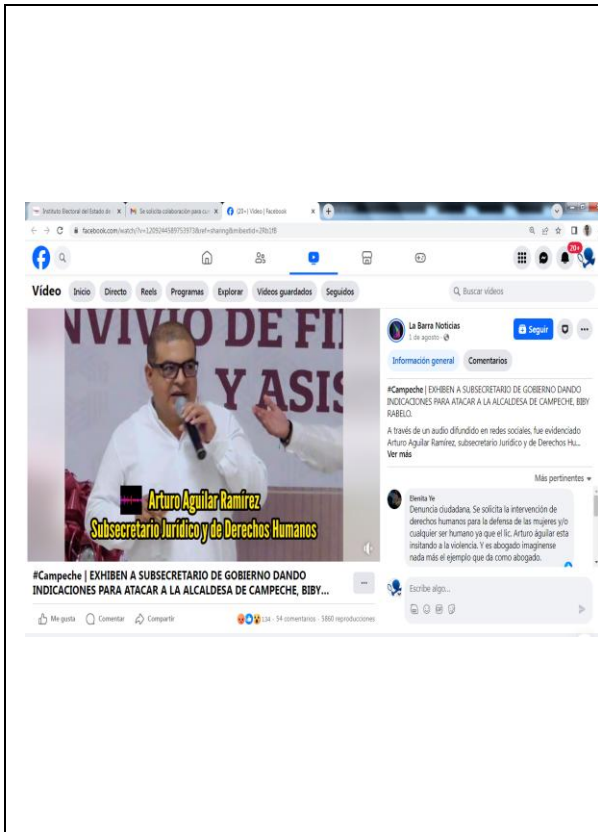 Instituto Electoral del Estado de
Se solicita colaboración para cu
(20+) Video | Facebook
facebook.com/watch/?v=1209244589753973&ref=sharing&mibextid=2Rb1fB
20+
Vídeo
Inicio
Directo
Reels
Programas
Explorar
Vídeos guardados
Seguidos
Buscar vídeos
NVIVIO DE FI
Y ASIS
Arturo Aguilar Ramírez
Subsecretario Jurídico y de Derechos Humanos
#Campeche | EXHIBEN A SUBSECRETARIO DE GOBIERNO DANDO
INDICACIONES PARA ATACAR A LA ALCALDESA DE CAMPECHE, BIBY...
Me gusta
Comentar
Compartir
134 · 54 comentarios · 5860 reproducciones
La Barra Noticias
1 de agosto
Seguir
Información general
Comentarios
#Campeche | EXHIBEN A SUBSECRETARIO DE GOBIERNO DANDO
INDICACIONES PARA ATACAR A LA ALCALDESA DE CAMPECHE, BIBY
RABELO.
A través de un audio difundido en redes sociales, fue evidenciado
Arturo Aguilar Ramírez, subsecretario Jurídico y de Derechos Hu...
Ver más
Más pertinentes
Elenita Ye
Denuncia ciudadana. Se solicita la intervención de
derechos humanos para la defensa de las mujeres y/o
cualquier ser humano ya que el lic. Arturo águilar esta
insitando a la violencia. Y es abogado imaginense
nada más el ejemplo que da como abogado.
Escribe algo...